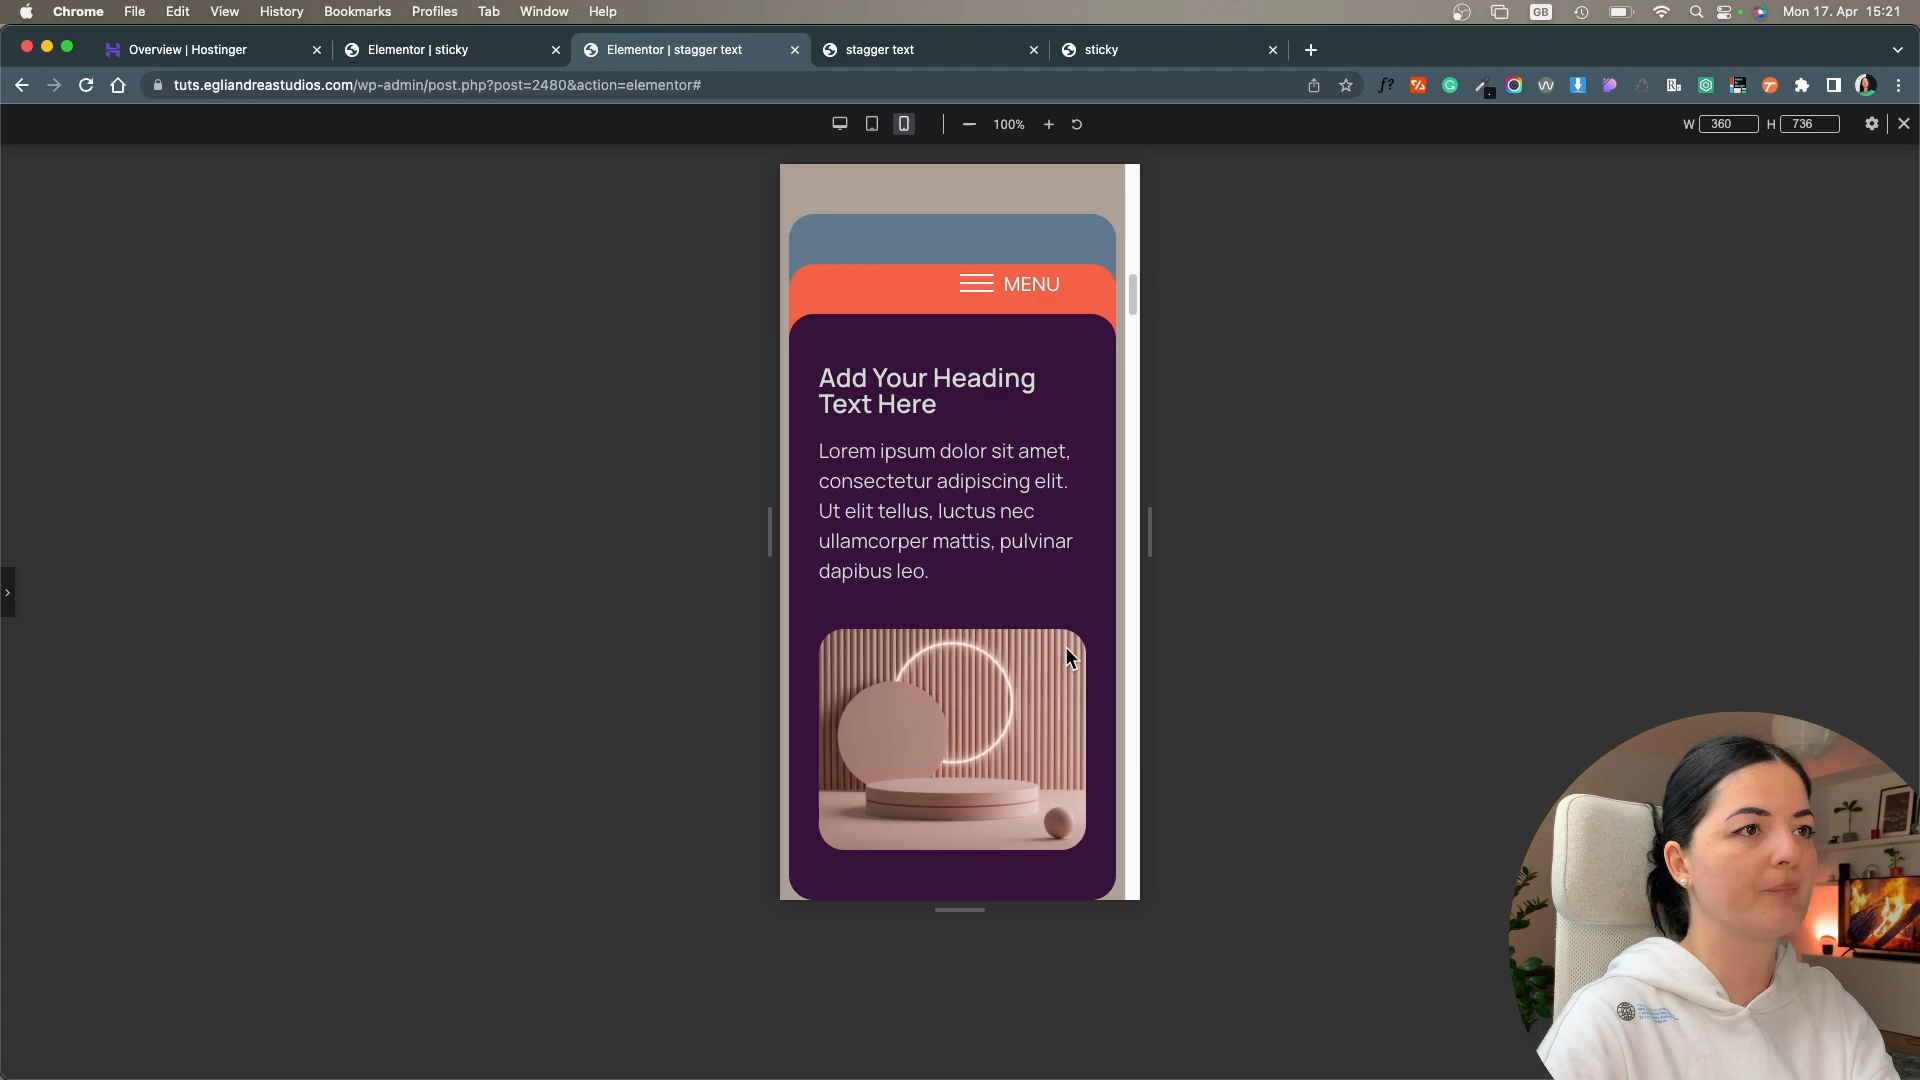 Chrome File Edit View History Bookmarks Profiles Tab Window Help GB Mon 17. Apr 15:21
Overview | Hostinger Elementor | sticky Elementor | stagger text stagger text sticky
tuts.egliandreastudios.com/wp-admin/post.php?post=2480&action=elementor#
100% W 360 H 736
MENU
Add Your Heading
Text Here
Lorem ipsum dolor sit amet,
consectetur adipiscing elit.
Ut elit tellus, luctus nec
ullamcorper mattis, pulvinar
dapibus leo.